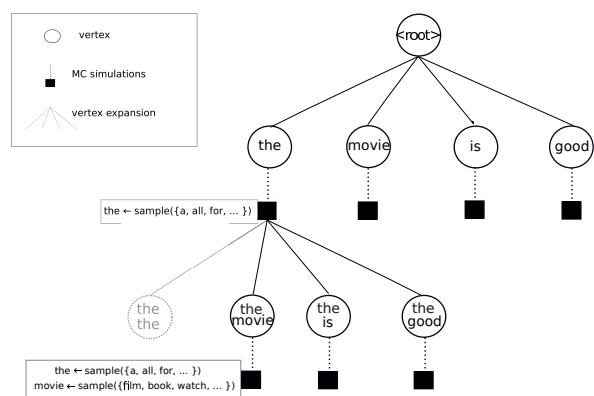 <root>
vertex
MC simulations
vertex expansion
the
movie
is
good
the ← sample({a, all, for, ... })
the
the
the
movie
the
is
the
good
the ← sample({a, all, for, ... })
movie ← sample({film, book, watch, ... })